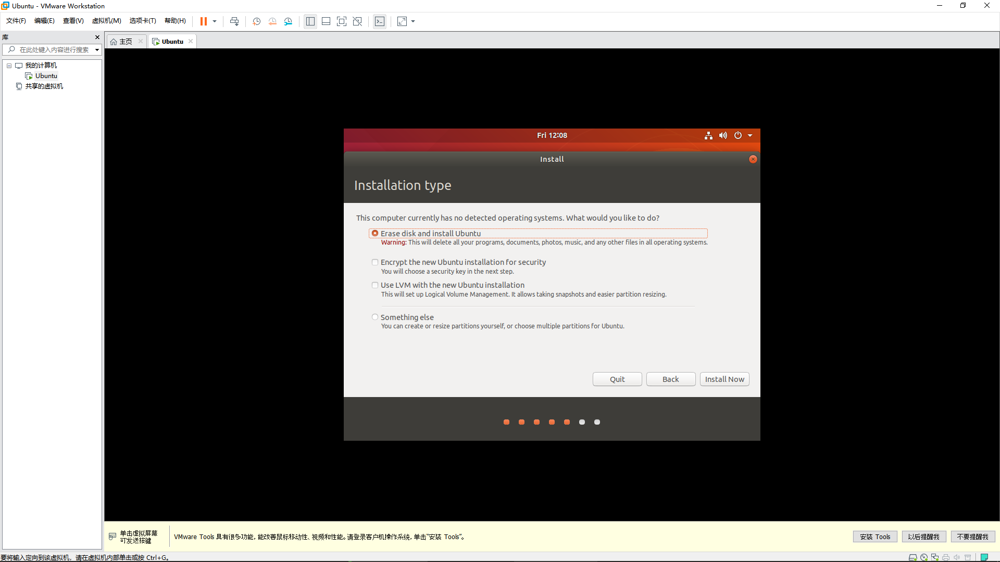 Ubuntu - VMware Workstation
文件(F) 编辑(E) 查看(V) 虚拟机(M) 选项卡(T) 帮助(H)
库
在此处键入内容进行搜索
我的计算机
Ubuntu
共享的虚拟机
主页
Ubuntu
Fri 12:08
Install
Installation type
This computer currently has no detected operating systems. What would you like to do?
Erase disk and install Ubuntu
Warning: This will delete all your programs, documents, photos, music, and any other files in all operating systems.
Encrypt the new Ubuntu installation for security
You will choose a security key in the next step.
Use LVM with the new Ubuntu installation
This will set up Logical Volume Management. It allows taking snapshots and easier partition resizing.
Something else
You can create or resize partitions yourself, or choose multiple partitions for Ubuntu.
Quit Back Install Now
单击虚拟屏幕
可发送按键
VMware Tools 具有很多功能，能改善鼠标移动性、视频和性能。请登录客户机操作系统，单击“安装 Tools”。
安装 Tools 以后提醒我 不要提醒我
要将输入定向到该虚拟机，请在虚拟机内部单击或按 Ctrl+G。